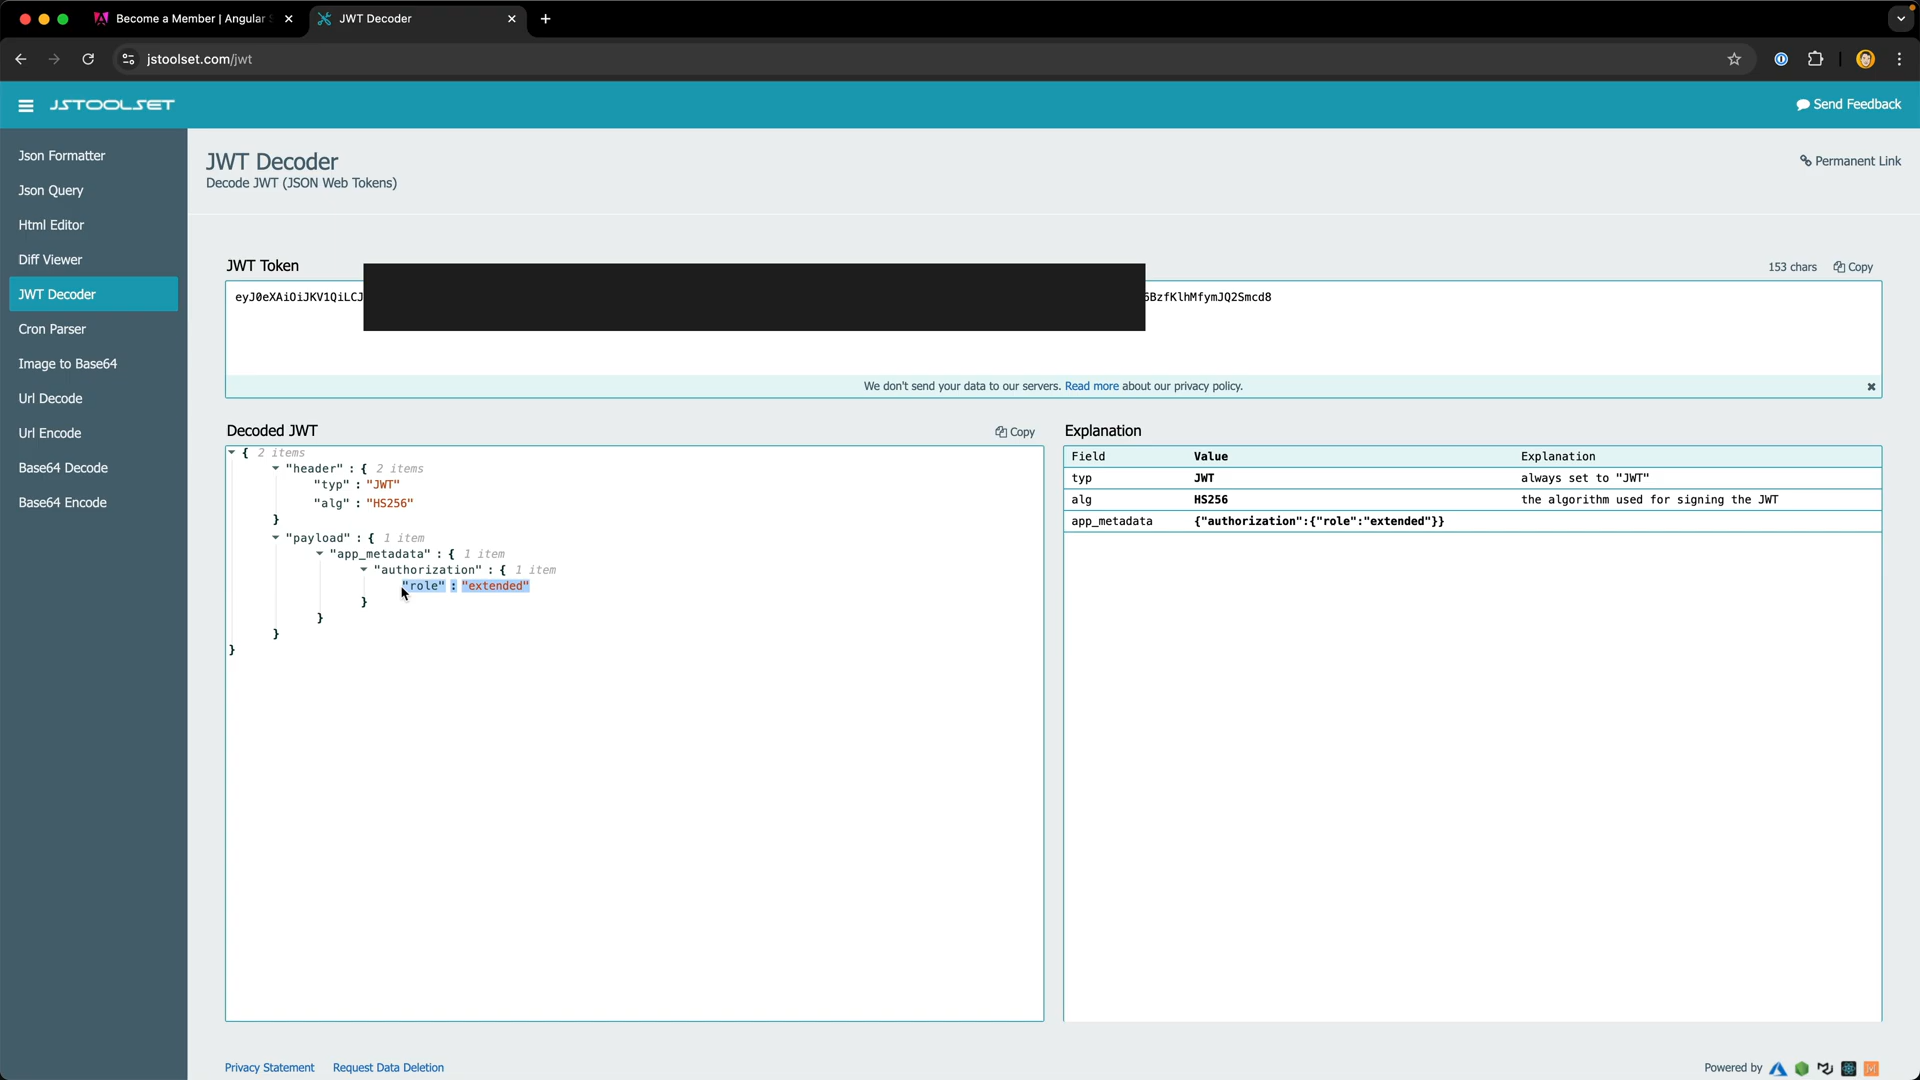 Become a Member | Angular
JWT Decoder
jstoolset.com/jwt
JSTOOLSET
Send Feedback
Json Formatter
Json Query
Html Editor
Diff Viewer
JWT Decoder
Cron Parser
Image to Base64
Url Decode
Url Encode
Base64 Decode
Base64 Encode
JWT Decoder
Decode JWT (JSON Web Tokens)
Permanent Link
JWT Token
153 chars
Copy
eyJ0eXAiOiJKV1QiLCJ
BzfKlhMfymJQ2Smcd8
We don't send your data to our servers. Read more about our privacy policy.
Decoded JWT
Copy
{ 2 items
"header" : { 2 items
"typ" : "JWT"
"alg" : "HS256"
}
"payload" : { 1 item
"app_metadata" : { 1 item
"authorization" : { 1 item
"role" : "extended"
}
}
}
}
Explanation
Field Value Explanation
typ JWT always set to "JWT"
alg HS256 the algorithm used for signing the JWT
app_metadata {"authorization":{"role":"extended"}}
Privacy Statement
Request Data Deletion
Powered by